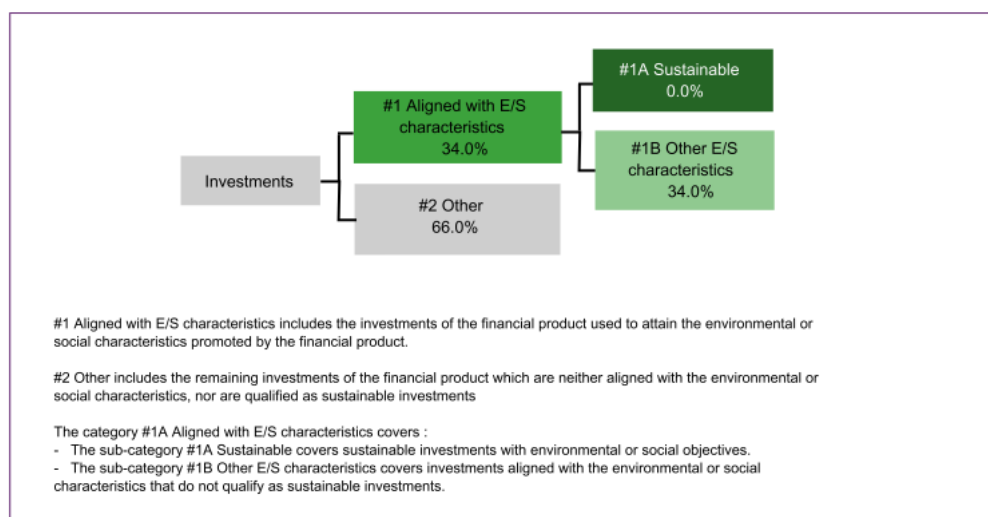 #1A Sustainable
0.0%
#1 Aligned with E/S
characteristics
34.0%
#1B Other E/S
characteristics
34.0%
Investments
#2 Other
66.0%
#1 Aligned with E/S characteristics includes the investments of the financial product used to attain the environmental or
social characteristics promoted by the financial product.
#2 Other includes the remaining investments of the financial product which are neither aligned with the environmental or
social characteristics, nor are qualified as sustainable investments
The category #1A Aligned with E/S characteristics covers :
- The sub-category #1A Sustainable covers sustainable investments with environmental or social objectives.
- The sub-category #1B Other E/S characteristics covers investments aligned with the environmental or social
characteristics that do not qualify as sustainable investments.